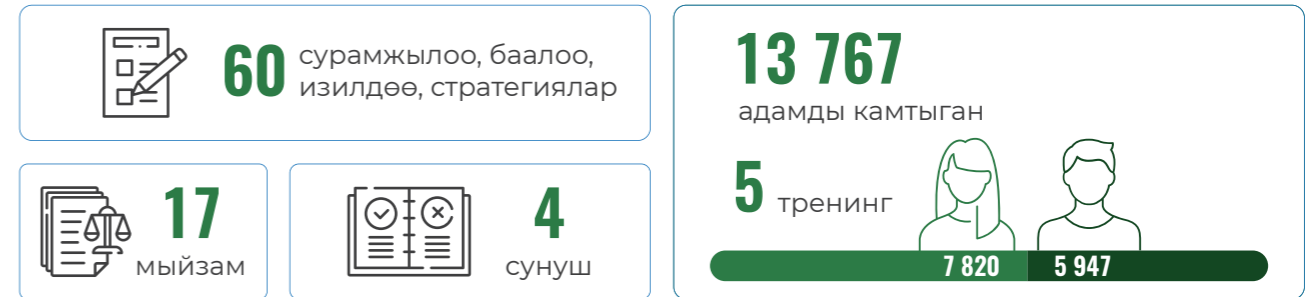 60
сурамжылоо, баалоо,
изилдөө, стратегиялар
17
мыйзам
4
сунуш
13 767
адамды камтыган
5 тренинг
7 820 5 947